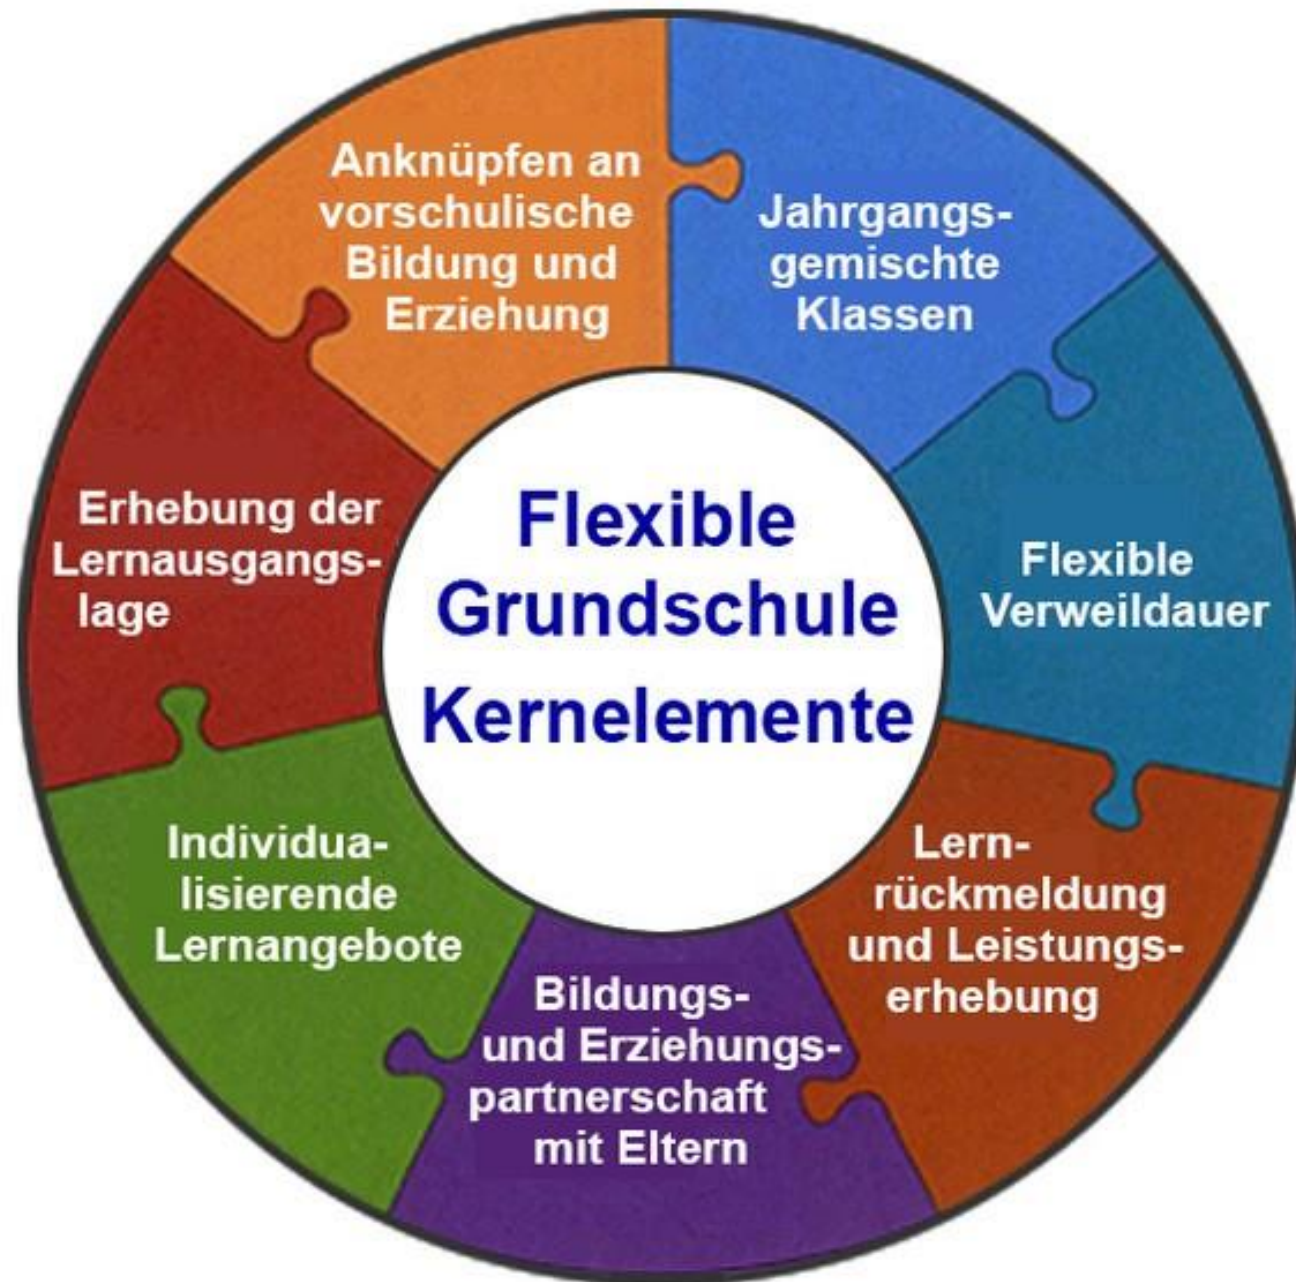 Flexible
Grundschule
Kernelemente
Jahrgangs-
gemischte
Klassen
Flexible
Verweildauer
Lern-
rückmeldung
und Leistungs-
erhebung
Bildungs-
und Erziehungs-
partnerschaft
mit Eltern
Individua-
lisierende
Lernangebote
Erhebung der
Lernausgangs-
lage
Anknüpfen an
vorschulische
Bildung und
Erziehung